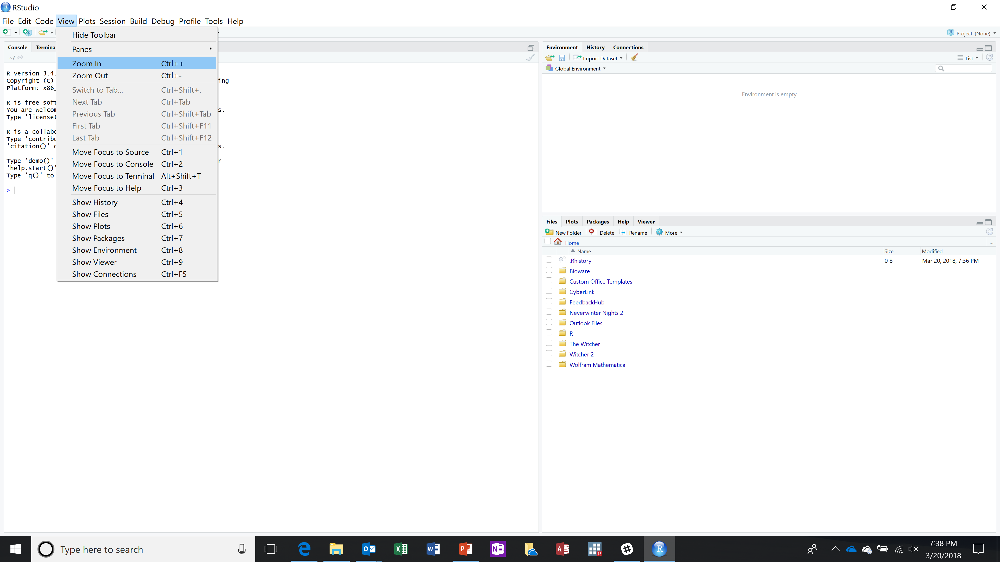 RStudio
File Edit Code View Plots Session Build Debug Profile Tools Help
Project: (None)
Hide Toolbar
Panes
Zoom In Ctrl++
Zoom Out Ctrl+-
Switch to Tab... Ctrl+Shift+.
Next Tab Ctrl+Tab
Previous Tab Ctrl+Shift+Tab
First Tab Ctrl+Shift+F11
Last Tab Ctrl+Shift+F12
Move Focus to Source Ctrl+1
Move Focus to Console Ctrl+2
Move Focus to Terminal Alt+Shift+T
Move Focus to Help Ctrl+3
Show History Ctrl+4
Show Files Ctrl+5
Show Plots Ctrl+6
Show Packages Ctrl+7
Show Environment Ctrl+8
Show Viewer Ctrl+9
Show Connections Ctrl+F5
Console Termina
~/
R version 3.4.
Copyright (C) ing
Platform: x86_
R is free soft
You are welcom s.
Type 'license(
R is a collabo
Type 'contribu
'citation()' o s.
Type 'demo()' r
'help.start()'
Type 'q()' to
>
Environment History Connections
Import Dataset List
Global Environment
Environment is empty
Files Plots Packages Help Viewer
New Folder Delete Rename More
Home ...
Name Size Modified
.Rhistory 0 B Mar 20, 2018, 7:36 PM
Bioware
Custom Office Templates
CyberLink
FeedbackHub
Neverwinter Nights 2
Outlook Files
R
The Witcher
Witcher 2
Wolfram Mathematica
Type here to search
15
7:38 PM
3/20/2018